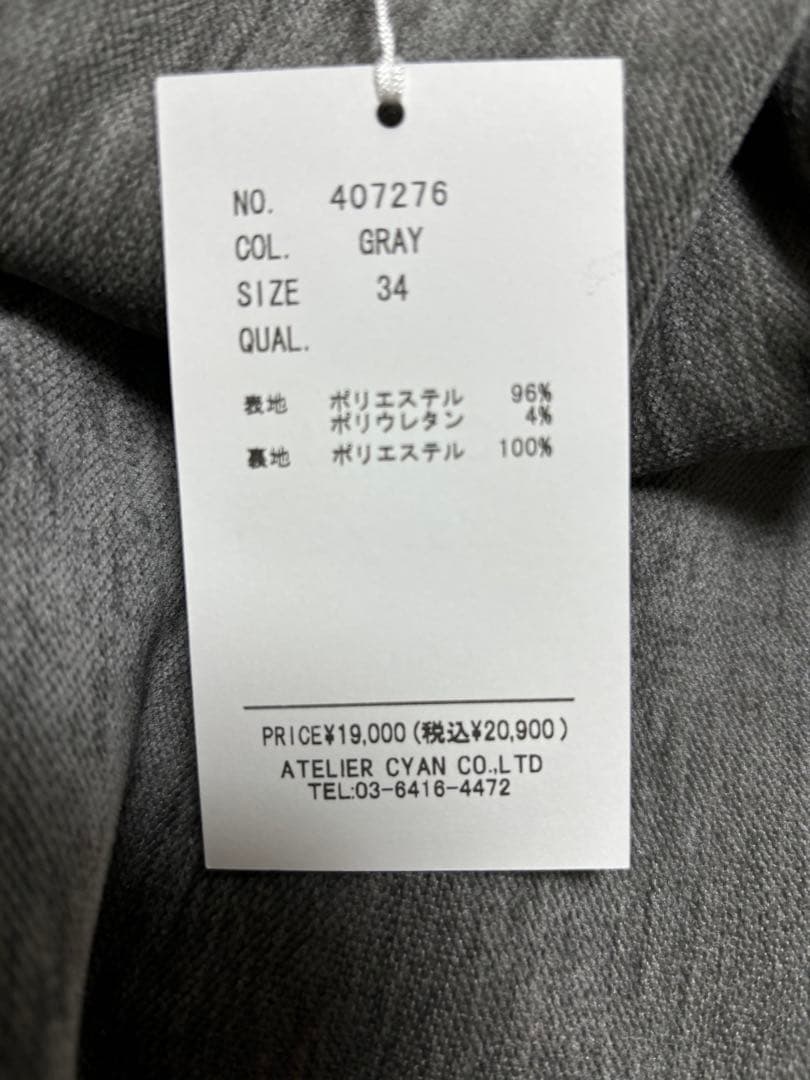 NO. 407276
COL. GRAY
SIZE 34
QUAL.
表地 ポリエステル 96%
ポリウレタン 4%
裏地 ポリエステル 100%
PRICE¥19,000(税込¥20,900)
ATELIER CYAN CO.,LTD
TEL:03-6416-4472